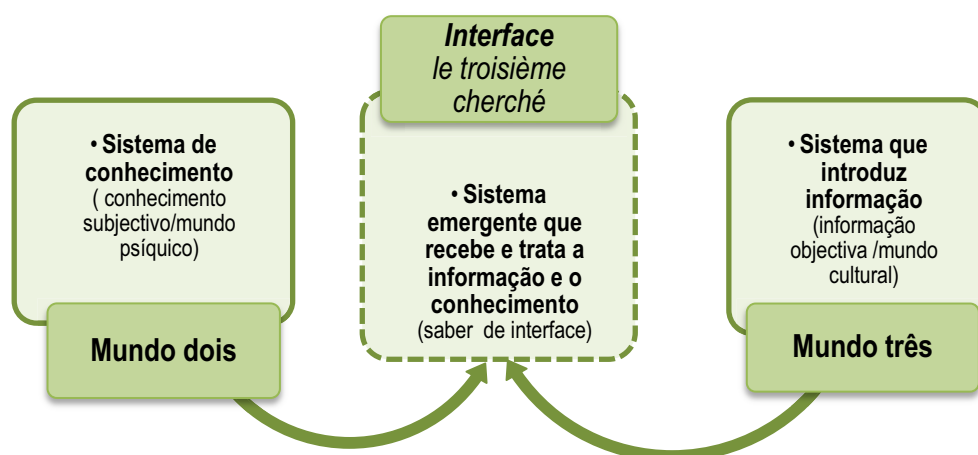 Interface
le troisième
cherché
• Sistema de
conhecimento
( conhecimento
subjectivo/mundo
psíquico)
Mundo dois
• Sistema
emergente que
recebe e trata a
informação e o
conhecimento
(saber de interface)
• Sistema que
introduz
informação
(informação
objectiva /mundo
cultural)
Mundo três